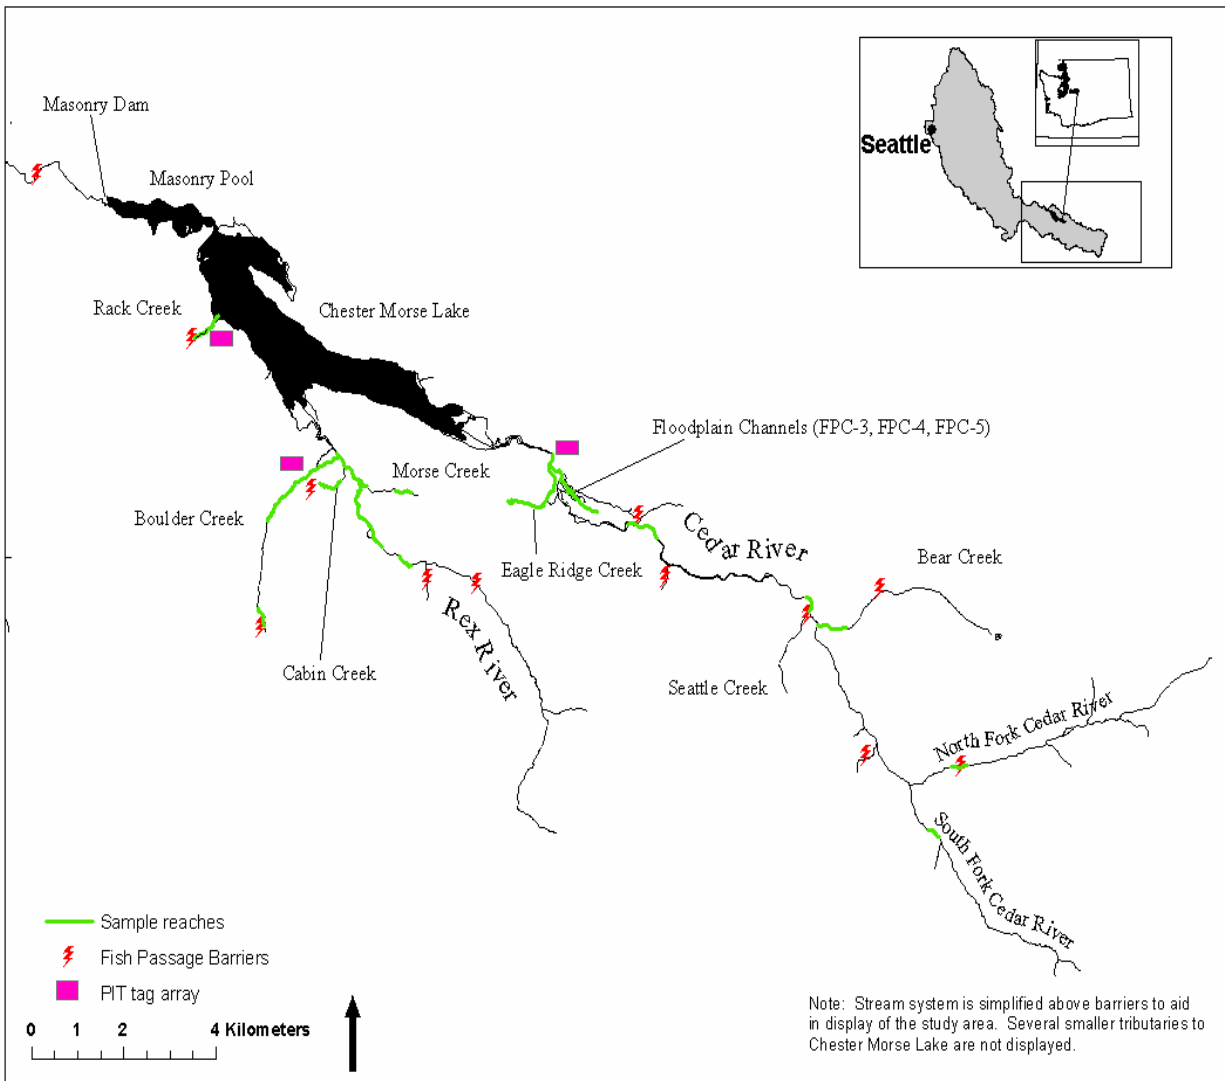 Masonry Dam
Masonry Pool
Seattle
Rack Creek
Chester Morse Lake
Floodplain Channels (FPC-3, FPC-4, FPC-5)
Morse Creek
Boulder Creek
Cedar River
Eagle Ridge Creek
Bear Creek
Rex River
Cabin Creek
Seattle Creek
North Fork Cedar River
South Fork Cedar River
Sample reaches
Fish Passage Barriers
PIT tag array
0 1 2 4 Kilometers
Note: Stream system is simplified above barriers to aid
in display of the study area. Several smaller tributaries to
Chester Morse Lake are not displayed.